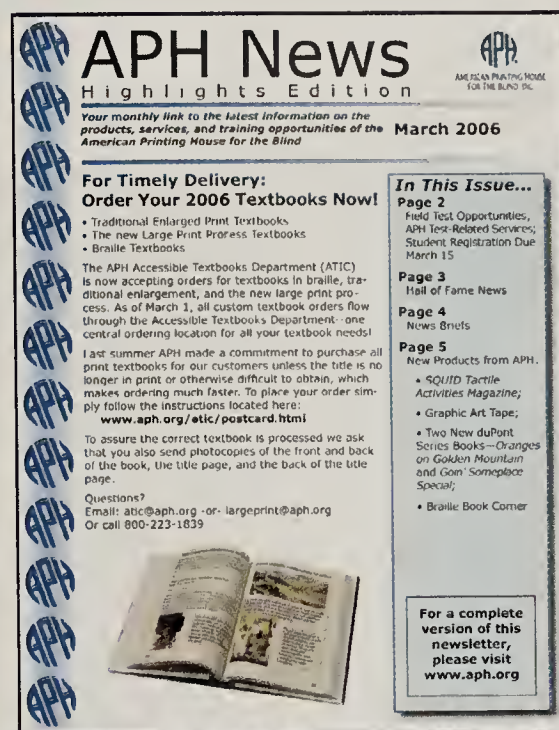 APH
APH News
Highlights Edition
APH
AMERICAN PRINTING HOUSE
FOR THE BLIND, INC.
Your monthly link to the latest information on the
products, services, and training opportunities of the
American Printing House for the Blind
March 2006
For Timely Delivery:
Order Your 2006 Textbooks Now!
• Traditional Enlarged Print Textbooks
• The new Large Print Process Textbooks
• Braille Textbooks
The APH Accessible Textbooks Department (ATIC)
is now accepting orders for textbooks in braille, tra-
ditional enlargement, and the new large print pro-
cess. As of March 1, all custom textbook orders flow
through the Accessible Textbooks Department--one
central ordering location for all your textbook needs!
Last summer APH made a commitment to purchase all
print textbooks for our customers unless the title is no
longer in print or otherwise difficult to obtain, which
makes ordering much faster. To place your order sim-
ply follow the instructions located here:
www.aph.org/atic/postcard.html
To assure the correct textbook is processed we ask
that you also send photocopies of the front and back
of the book, the title page, and the back of the title
page.
Questions?
Email: atic@aph.org -or- largeprint@aph.org
Or call 800-223-1839
In This Issue...
Page 2
Field Test Opportunities,
APH Test-Related Services;
Student Registration Due
March 15
Page 3
Hall of Fame News
Page 4
News Briefs
Page 5
New Products from APH.
• SQUID Tactile
Activities Magazine;
• Graphic Art Tape;
• Two New duPont
Series Books—Oranges
on Golden Mountain
and Goin' Someplace
Special;
• Braille Book Corner
For a complete
version of this
newsletter,
please visit
www.aph.org